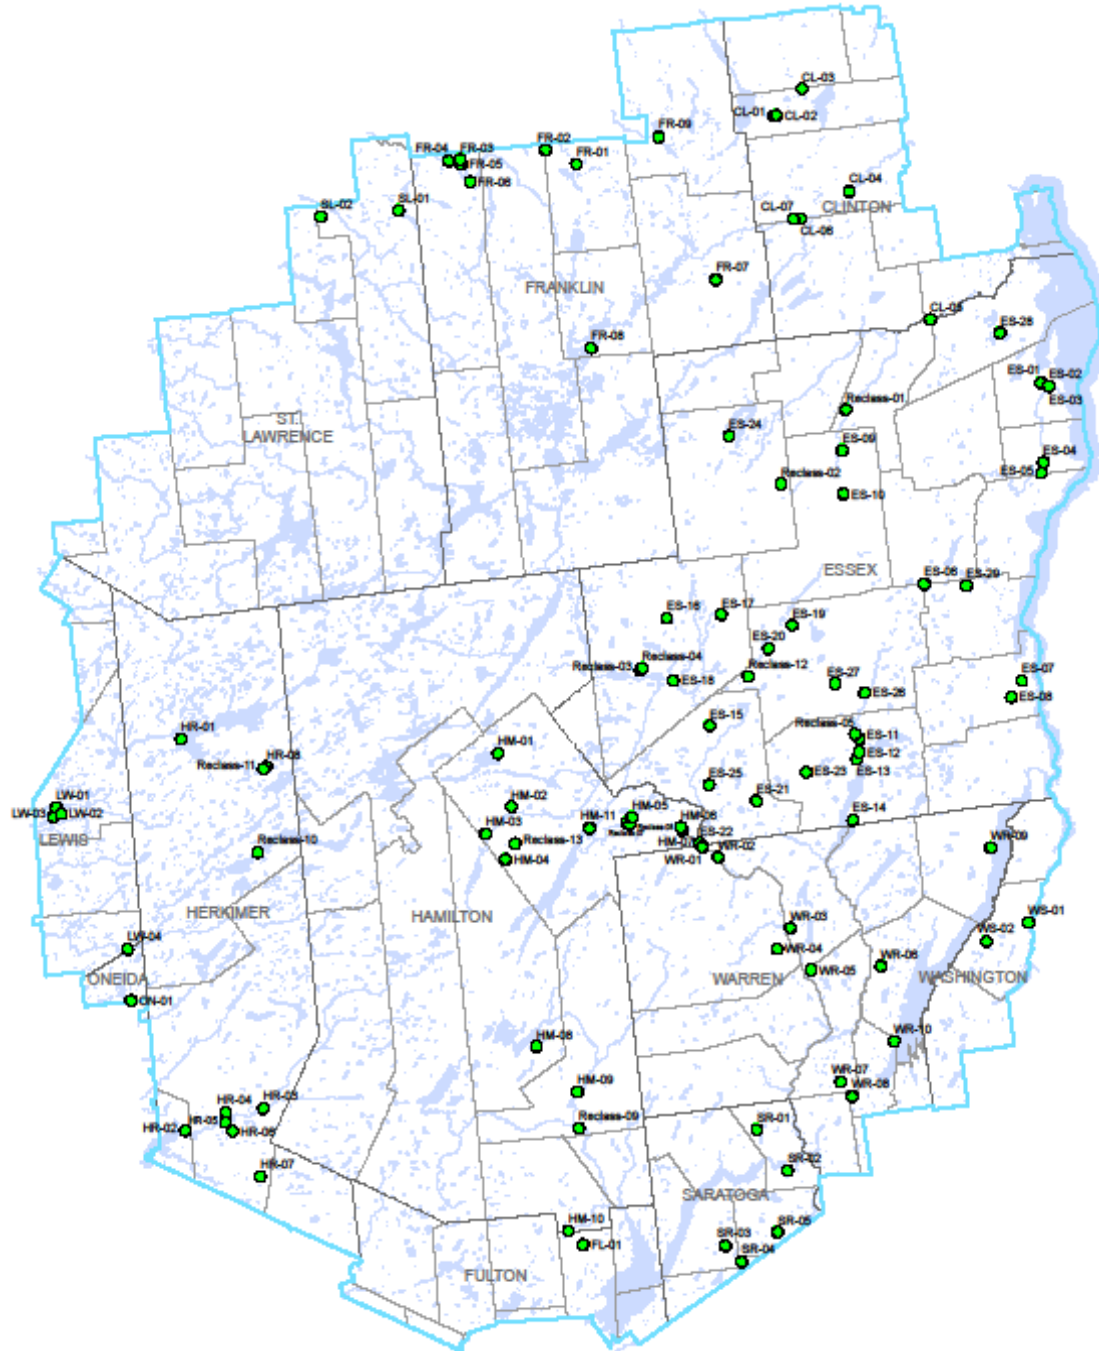 CL-03
CL-01
CL-02
FR-09
FR-02
FR-04
FR-03
FR-01
FR-05
FR-06
CL-04
CLINTON
SL-02
SL-01
CL-07
CL-06
FR-07
FRANKLIN
CL-05
ES-28
FR-08
ES-01
ES-02
ES-03
Reclass-01
ST.
LAWRENCE
ES-24
ES-09
ES-04
ES-05
Reclass-02
ES-10
ESSEX
ES-06
ES-29
ES-16
ES-17
ES-19
ES-20
Reclass-03
Reclass-04
ES-18
Reclass-12
ES-27
ES-26
ES-07
ES-08
HR-01
ES-15
Reclass-05
ES-11
ES-12
ES-13
HM-01
Reclass-11
HR-08
ES-23
ES-25
ES-21
LW-01
LW-03
LW-02
LEWIS
HM-02
HM-03
HM-11
HM-05
HM-06
ES-14
Reclass-13
ES-22
WR-01
WR-02
WR-09
Reclass-10
HM-04
HERKIMER
HAMILTON
WR-03
WS-01
WS-02
LW-04
WR-04
WR-06
ONEIDA
WR-05
WARREN
WASHINGTON
ON-01
HM-08
WR-10
HM-09
WR-07
WR-08
HR-04
HR-03
HR-05
HR-02
HR-06
Reclass-09
SR-01
HR-07
SR-02
SARATOGA
HM-10
FL-01
SR-05
SR-03
SR-04
FULTON